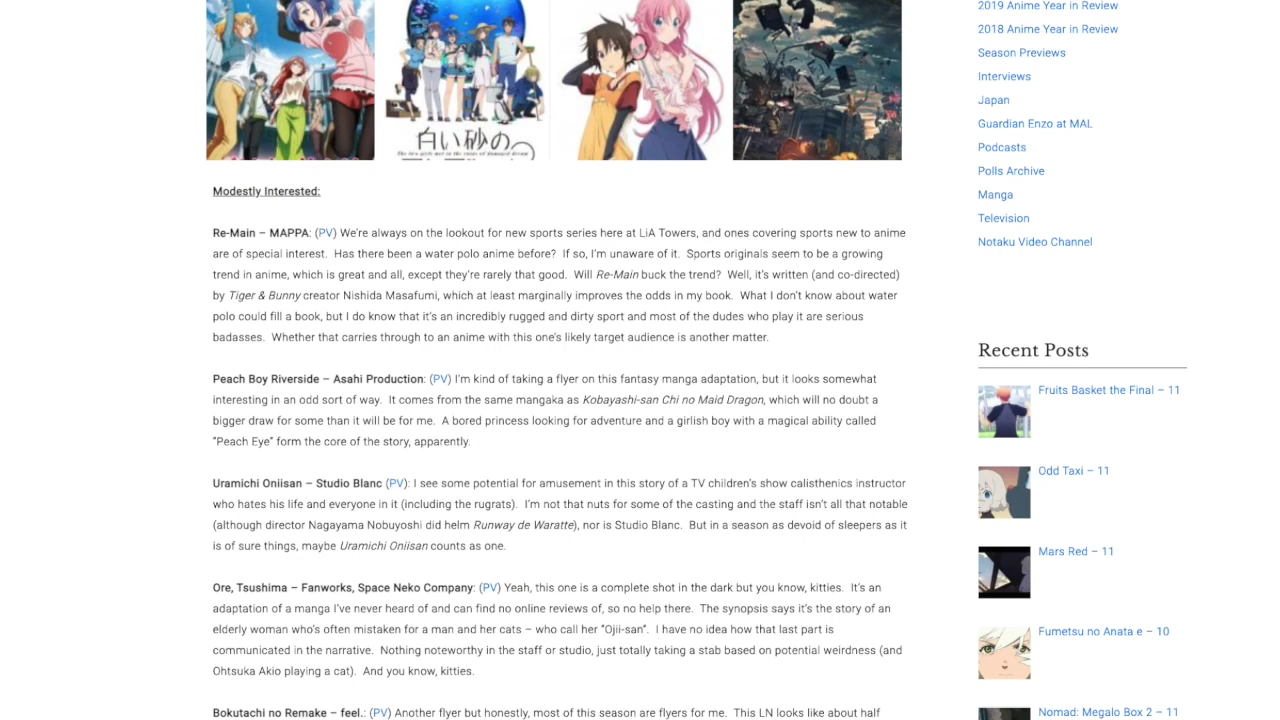 白い砂の
The two girls met in the ruins of damaged dream
Modestly Interested:
Re-Main – MAPPA: (PV) We're always on the lookout for new sports series here at LiA Towers, and ones covering sports new to anime
are of special interest. Has there been a water polo anime before? If so, I'm unaware of it. Sports originals seem to be a growing
trend in anime, which is great and all, except they're rarely that good. Will Re-Main buck the trend? Well, it's written (and co-directed)
by Tiger & Bunny creator Nishida Masafumi, which at least marginally improves the odds in my book. What I don't know about water
polo could fill a book, but I do know that it's an incredibly rugged and dirty sport and most of the dudes who play it are serious
badasses. Whether that carries through to an anime with this one's likely target audience is another matter.
Peach Boy Riverside – Asahi Production: (PV) I'm kind of taking a flyer on this fantasy manga adaptation, but it looks somewhat
interesting in an odd sort of way. It comes from the same mangaka as Kobayashi-san Chi no Maid Dragon, which will no doubt a
bigger draw for some than it will be for me. A bored princess looking for adventure and a girlish boy with a magical ability called
"Peach Eye" form the core of the story, apparently.
Uramichi Oniisan – Studio Blanc (PV): I see some potential for amusement in this story of a TV children's show calisthenics instructor
who hates his life and everyone in it (including the rugrats). I'm not that nuts for some of the casting and the staff isn't all that notable
(although director Nagayama Nobuyoshi did helm Runway de Waratte), nor is Studio Blanc. But in a season as devoid of sleepers as it
is of sure things, maybe Uramichi Oniisan counts as one.
Ore, Tsushima – Fanworks, Space Neko Company: (PV) Yeah, this one is a complete shot in the dark but you know, kitties. It's an
adaptation of a manga I've never heard of and can find no online reviews of, so no help there. The synopsis says it's the story of an
elderly woman who's often mistaken for a man and her cats – who call her "Ojii-san". I have no idea how that last part is
communicated in the narrative. Nothing noteworthy in the staff or studio, just totally taking a stab based on potential weirdness (and
Ohtsuka Akio playing a cat). And you know, kitties.
Bokutachi no Remake – feel.: (PV) Another flyer but honestly, most of this season are flyers for me. This LN looks like about half
2019 Anime Year in Review
2018 Anime Year in Review
Season Previews
Interviews
Japan
Guardian Enzo at MAL
Podcasts
Polls Archive
Manga
Television
Notaku Video Channel
Recent Posts
Fruits Basket the Final – 11
Odd Taxi – 11
Mars Red – 11
Fumetsu no Anata e – 10
Nomad: Megalo Box 2 – 11